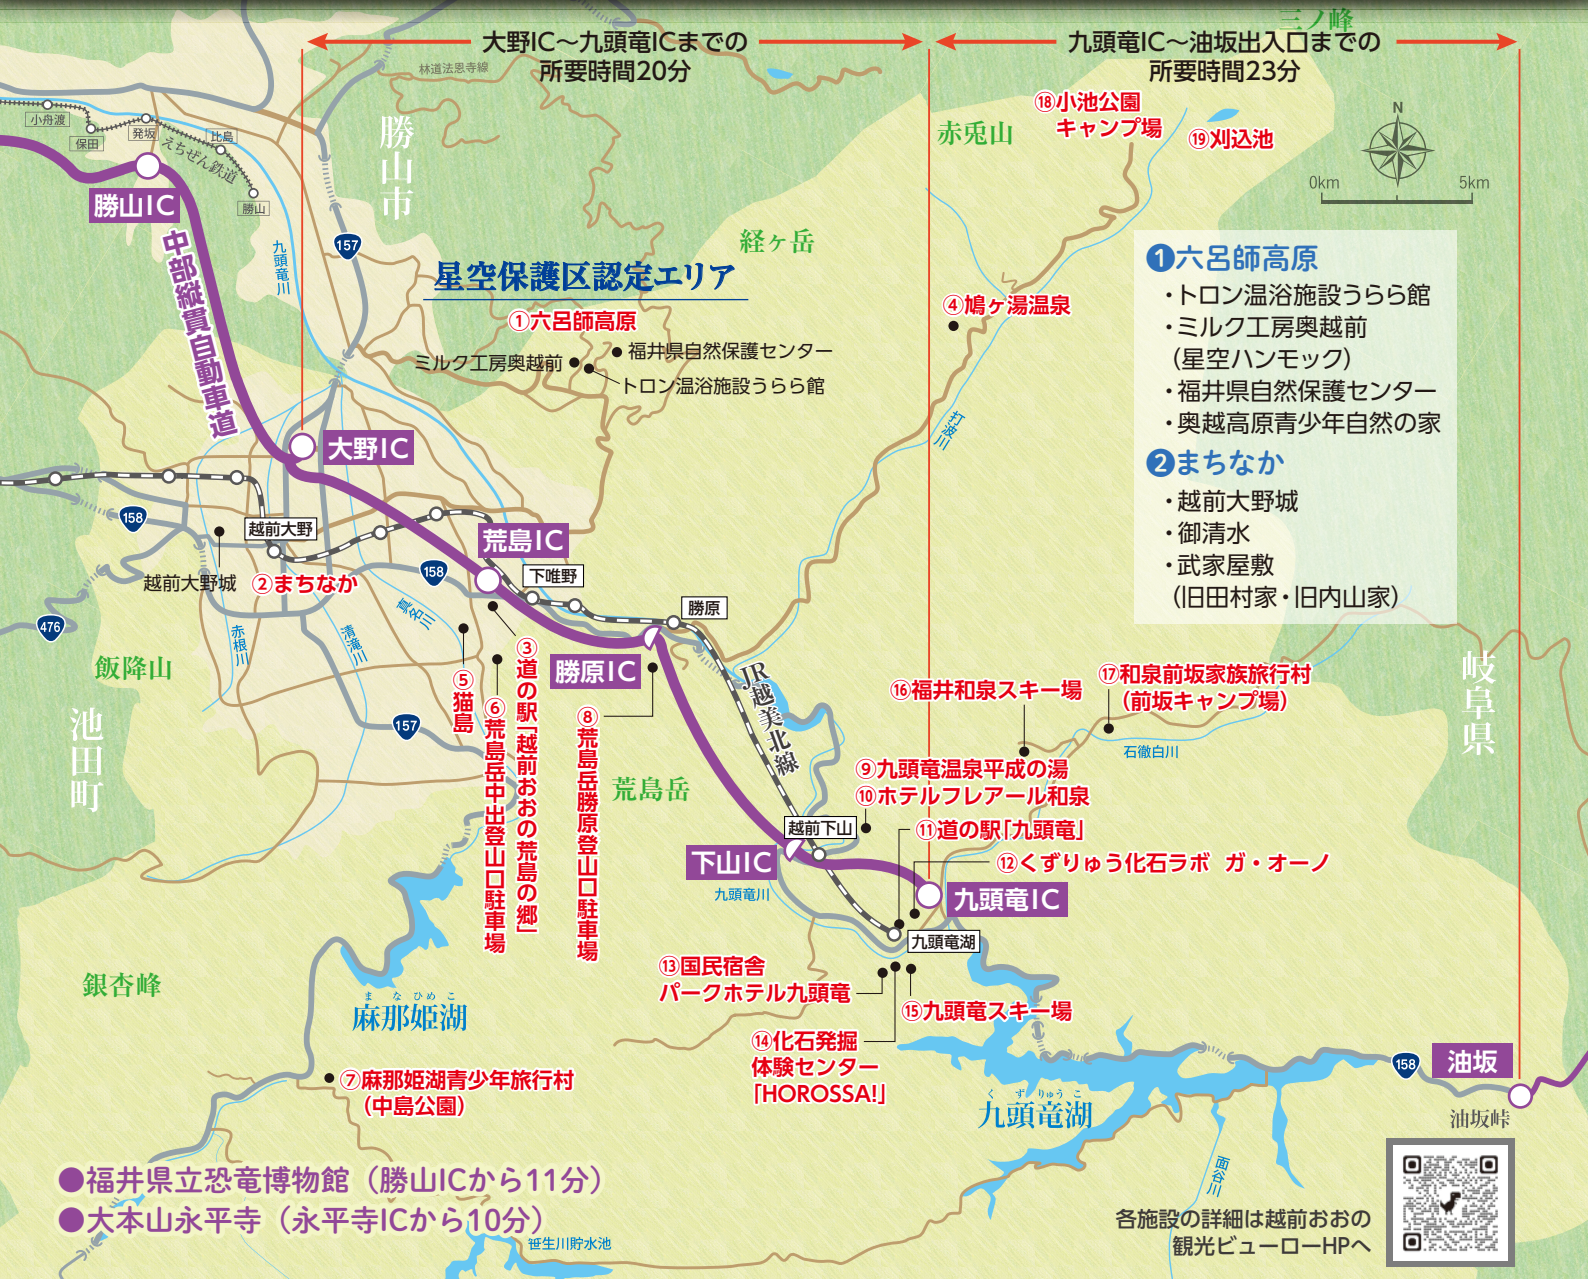 三ノ峰
大野IC〜九頭竜ICまでの
所要時間20分
九頭竜IC〜油坂出入口までの
所要時間23分
林道法恩寺線
⑱小池公園
キャンプ場
⑲刈込池
赤兎山
N
0km
5km
小舟渡
保田
発坂
比島
えちぜん鉄道
勝山
勝山IC
勝山市
157
九頭竜川
中部縦貫自動車道
経ヶ岳
星空保護区認定エリア
①六呂師高原
ミルク工房奥越前
福井県自然保護センター
トロン温浴施設うらら館
④鳩ヶ湯温泉
打波川
❶六呂師高原
・トロン温浴施設うらら館
・ミルク工房奥越前
（星空ハンモック）
・福井県自然保護センター
・奥越高原青少年自然の家
❷まちなか
・越前大野城
・御清水
・武家屋敷
（旧田村家・旧内山家）
大野IC
158
越前大野
越前大野城
②まちなか
476
赤根川
清滝川
真名川
158
荒島IC
下唯野
勝原
勝原IC
飯降山
池田町
157
⑤猫島
⑥荒島岳中出登山口駐車場
③道の駅「越前おおの 荒島の郷」
⑧荒島岳勝原登山口駐車場
荒島岳
JR越美北線
⑯福井和泉スキー場
⑰和泉前坂家族旅行村
（前坂キャンプ場）
石徹白川
岐阜県
⑨九頭竜温泉平成の湯
⑩ホテルフレアール和泉
越前下山
⑪道の駅「九頭竜」
⑫くずりゅう化石ラボ ガ・オーノ
下山IC
九頭竜川
九頭竜IC
九頭竜湖
⑬国民宿舎
パークホテル九頭竜
⑮九頭竜スキー場
⑭化石発掘
体験センター
「HOROSSA!」
銀杏峰
まなひめこ
麻那姫湖
⑦麻那姫湖青少年旅行村
（中島公園）
くずりゅうこ
九頭竜湖
158
油坂
油坂峠
面谷川
●福井県立恐竜博物館（勝山ICから11分）
●大本山永平寺（永平寺ICから10分）
笹生川貯水池
各施設の詳細は越前おおの
観光ビューローHPへ